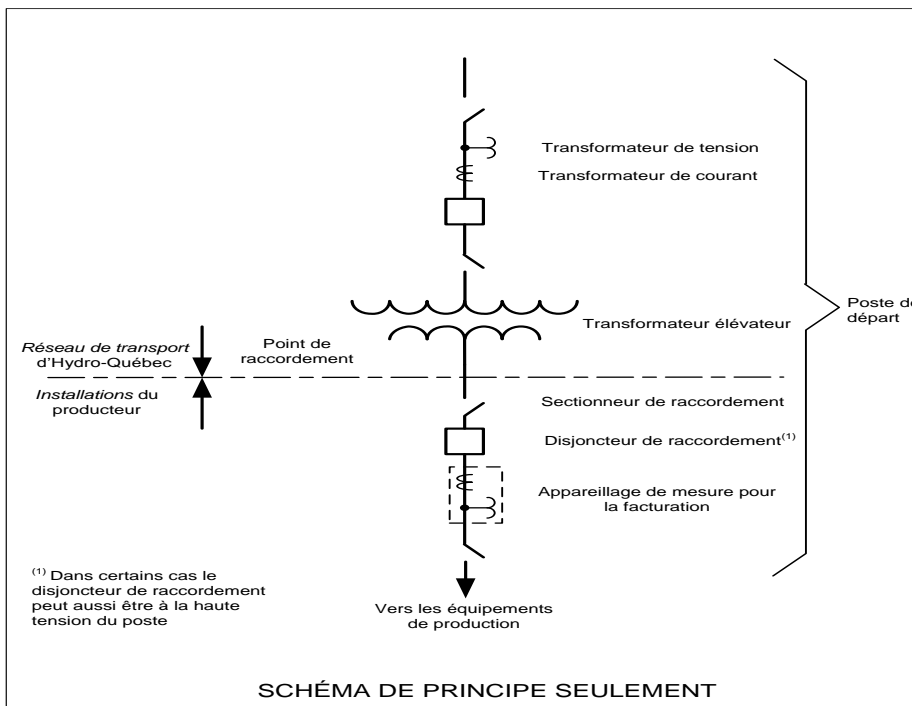 Transformateur de tension
Transformateur de courant
Transformateur élévateur
Poste de
départ
Réseau de transport
d'Hydro-Québec
Point de
raccordement
Installations du
producteur
Sectionneur de raccordement
Disjoncteur de raccordement(1)
Appareillage de mesure pour
la facturation
(1) Dans certains cas le
disjoncteur de raccordement
peut aussi être à la haute
tension du poste
Vers les équipements
de production
SCHÉMA DE PRINCIPE SEULEMENT